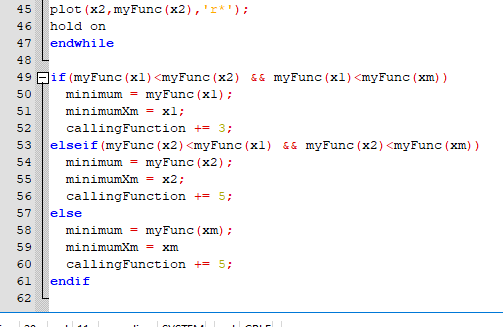 45 plot(x2,myFunc(x2),'r*');
46 hold on
47 endwhile
48
49 if(myFunc(x1)<myFunc(x2) && myFunc(x1)<myFunc(xm))
50 minimum = myFunc(x1);
51 minimumXm = x1;
52 callingFunction += 3;
53 elseif(myFunc(x2)<myFunc(x1) && myFunc(x2)<myFunc(xm))
54 minimum = myFunc(x2);
55 minimumXm = x2;
56 callingFunction += 5;
57 else
58 minimum = myFunc(xm);
59 minimumXm = xm
60 callingFunction += 5;
61 endif
62